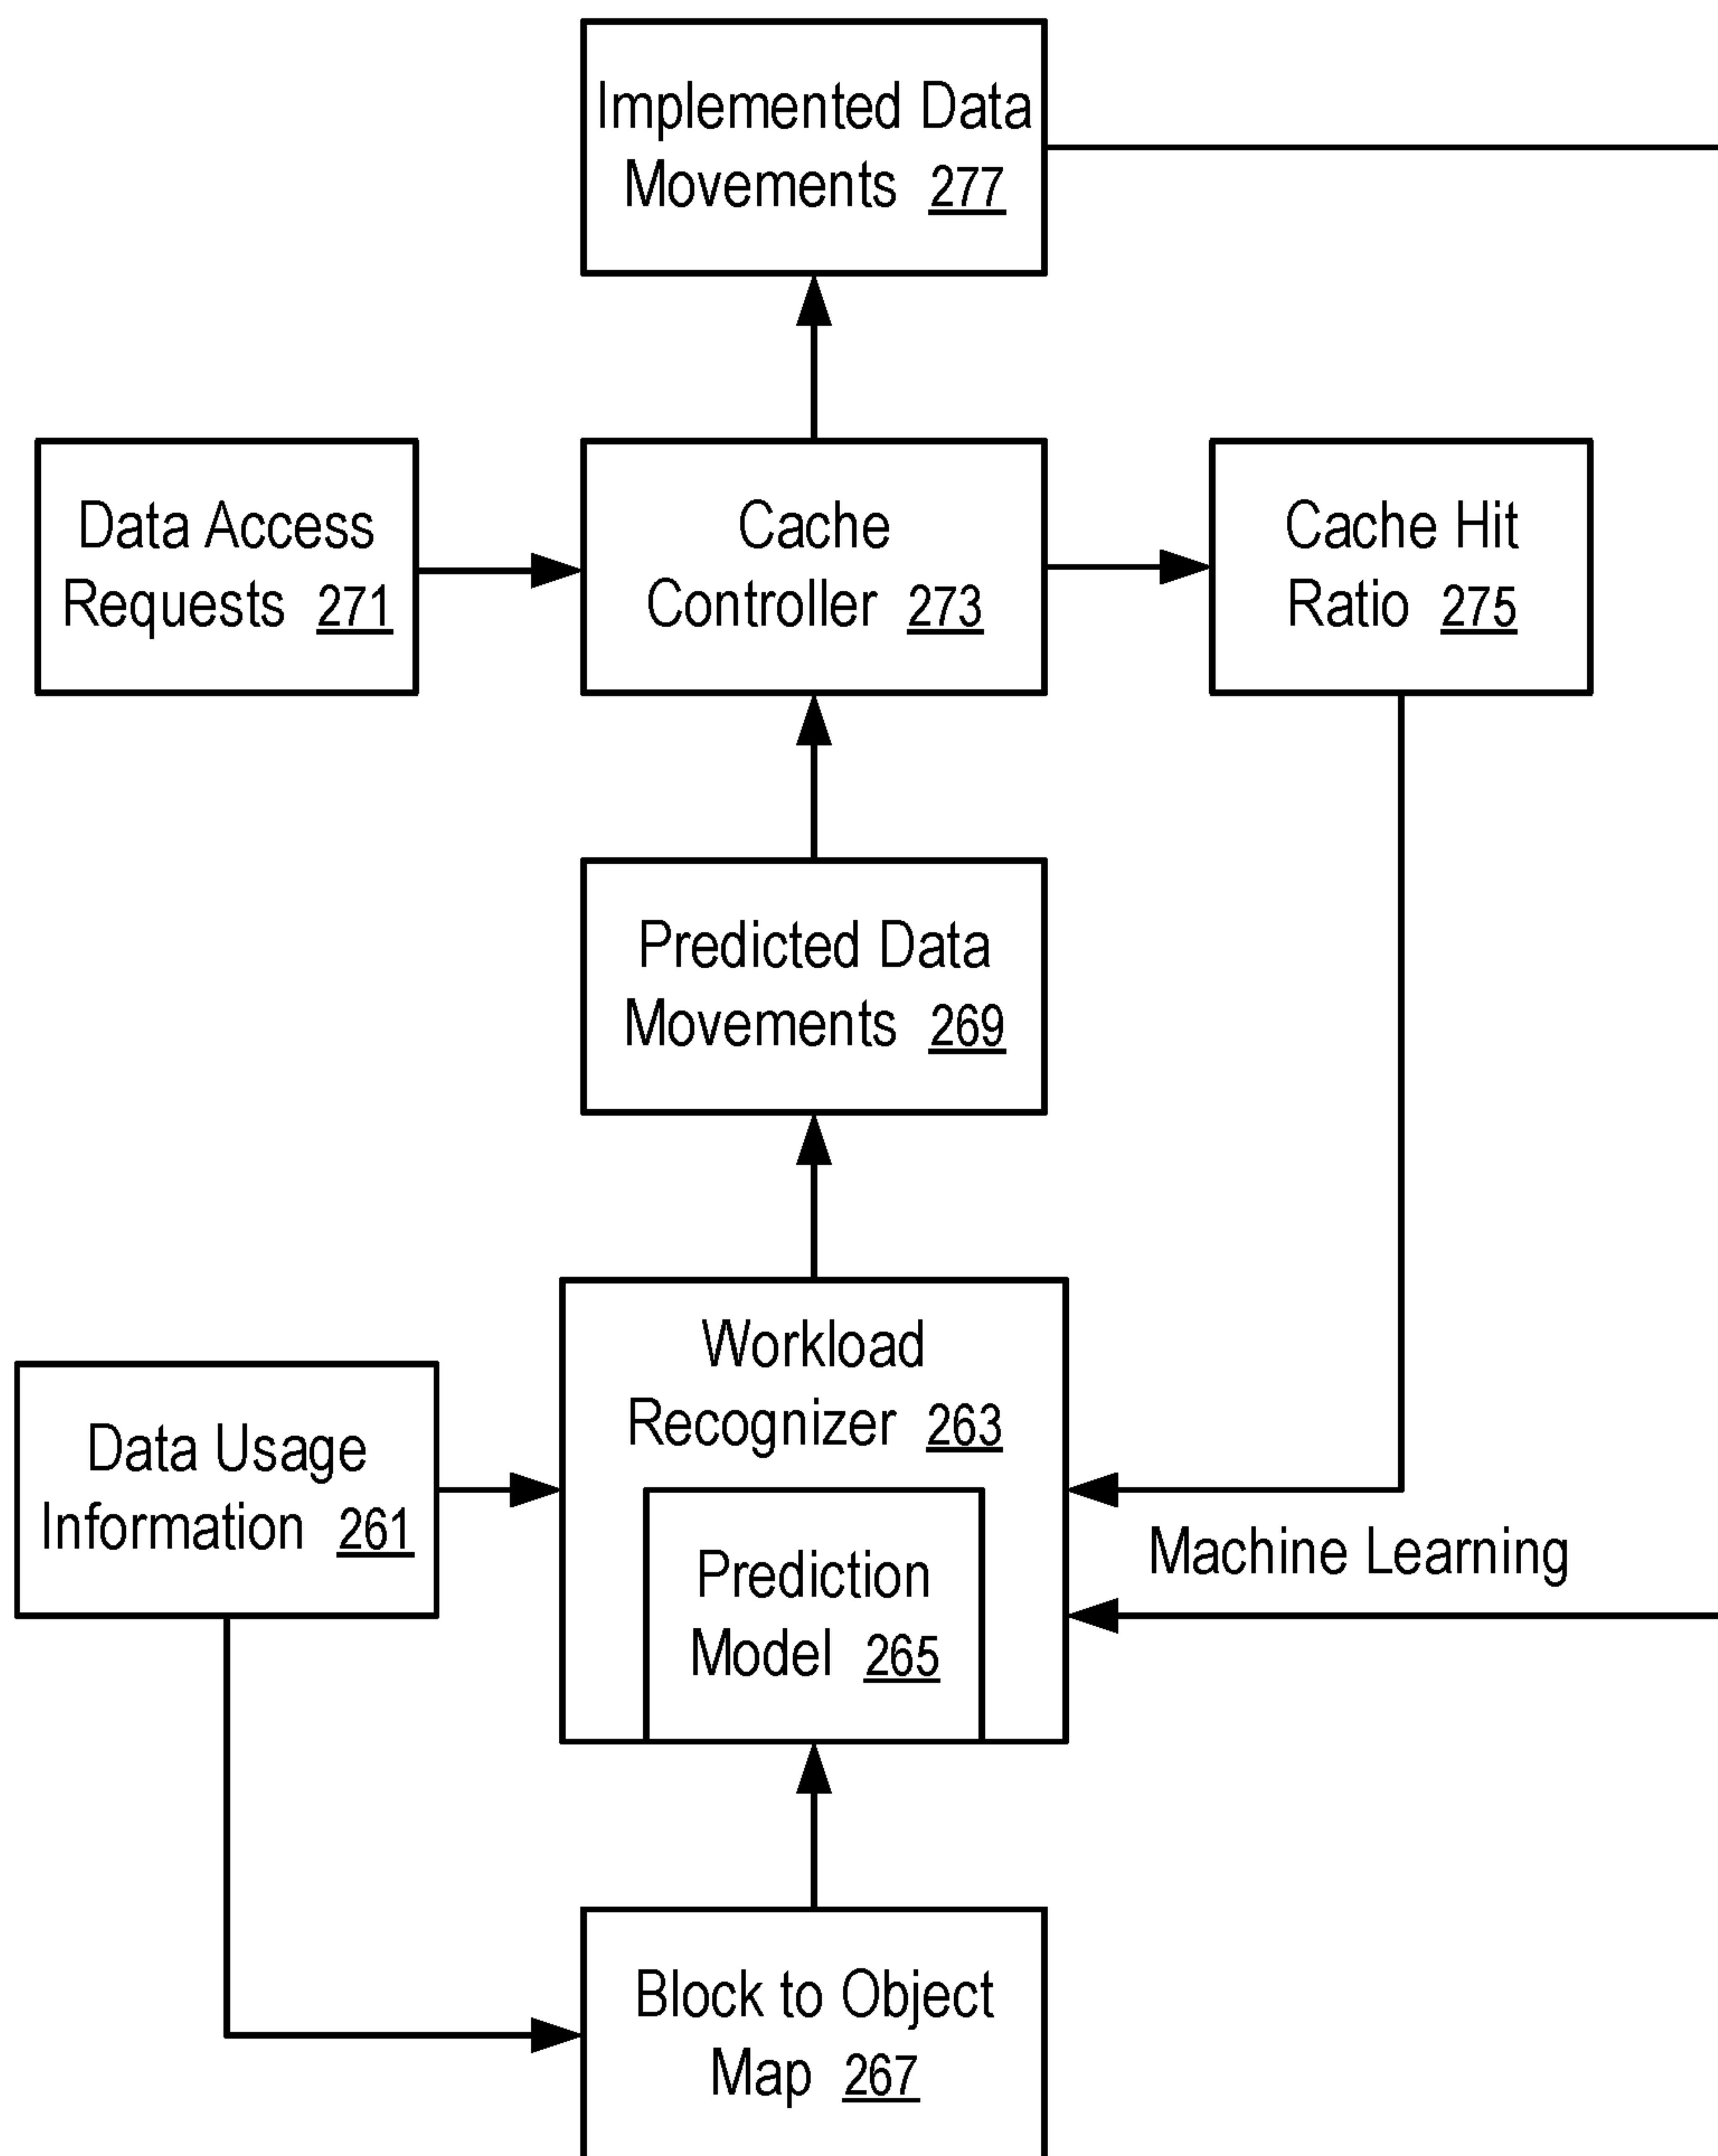 Implemented Data
Movements 277
Data Access
Requests 271
Cache
Controller 273
Cache Hit
Ratio 275
Predicted Data
Movements 269
Workload
Recognizer 263
Data Usage
Information 261
Prediction
Model 265
Machine Learning
Block to Object
Map 267